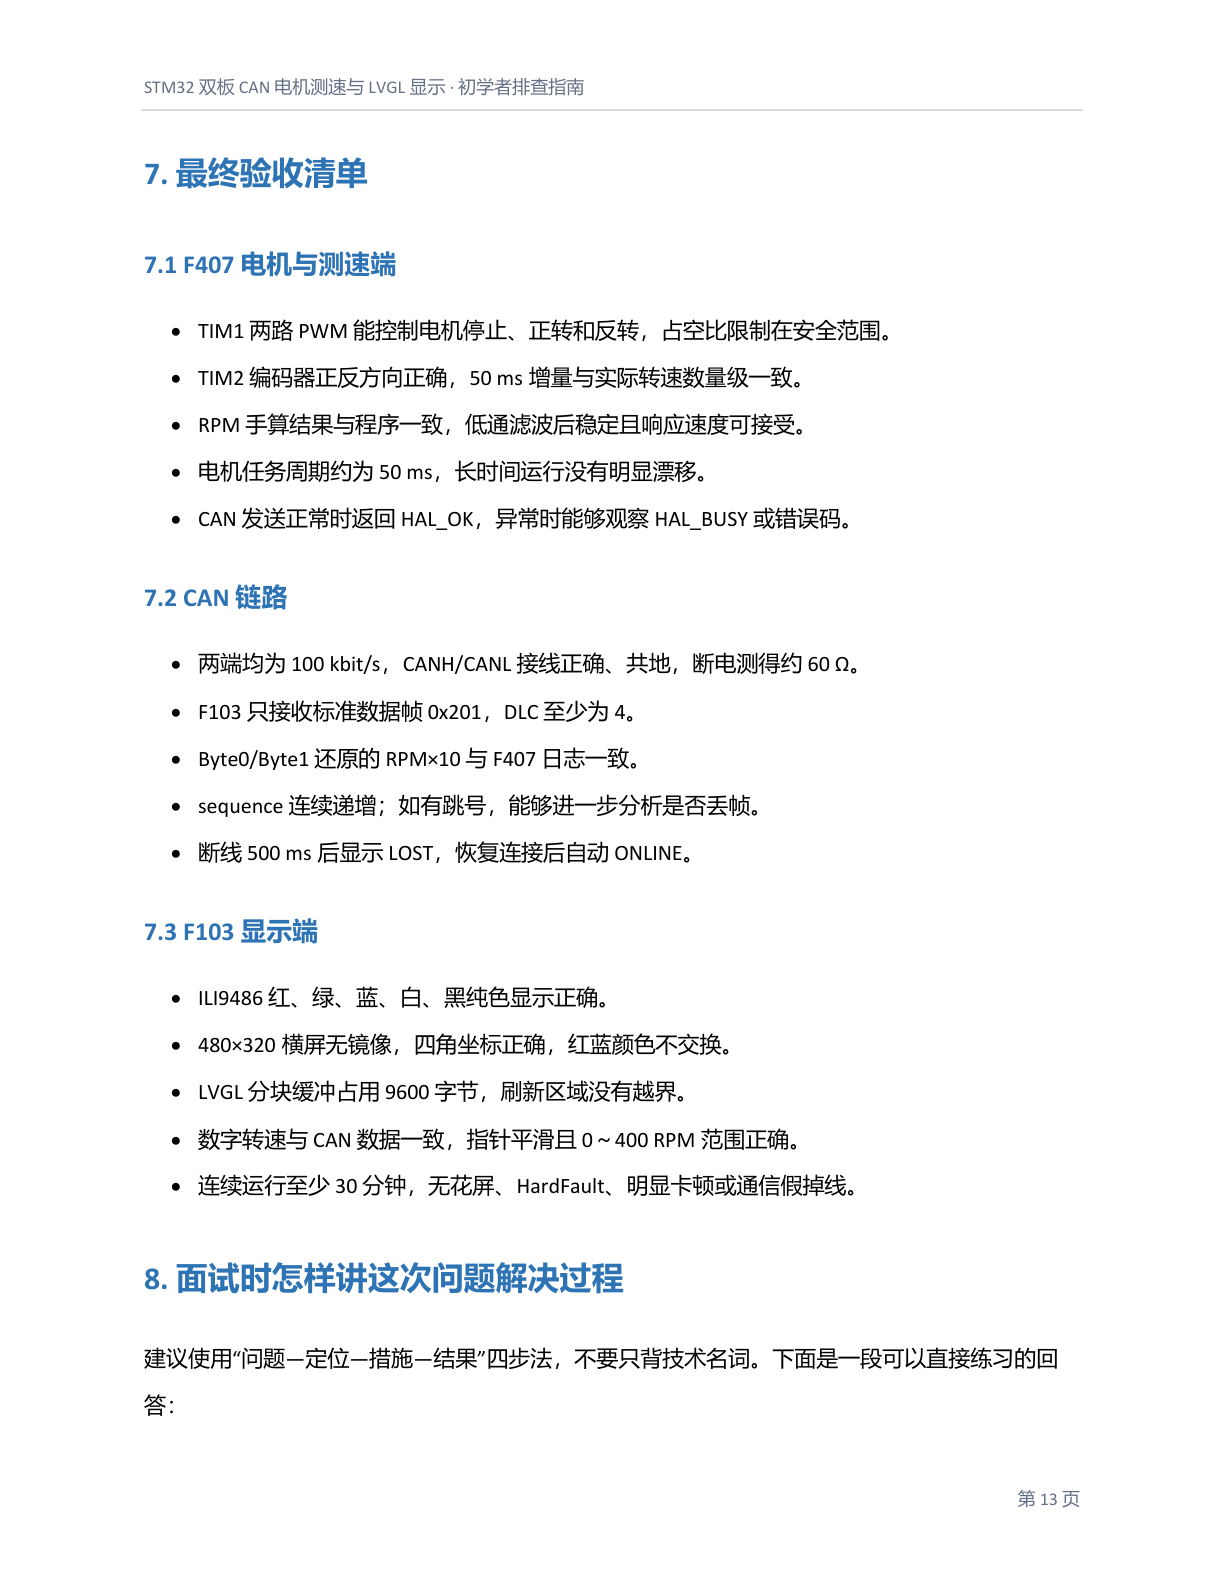 STM32 双板 CAN 电机测速与 LVGL 显示 · 初学者排查指南
7. 最终验收清单
7.1 F407 电机与测速端
• TIM1 两路 PWM 能控制电机停止、正转和反转，占空比限制在安全范围。
• TIM2 编码器正反方向正确，50 ms 增量与实际转速数量级一致。
• RPM 手算结果与程序一致，低通滤波后稳定且响应速度可接受。
• 电机任务周期约为 50 ms，长时间运行没有明显漂移。
• CAN 发送正常时返回 HAL_OK，异常时能够观察 HAL_BUSY 或错误码。
7.2 CAN 链路
• 两端均为 100 kbit/s，CANH/CANL 接线正确、共地，断电测得约 60 Ω。
• F103 只接收标准数据帧 0x201，DLC 至少为 4。
• Byte0/Byte1 还原的 RPM×10 与 F407 日志一致。
• sequence 连续递增；如有跳号，能够进一步分析是否丢帧。
• 断线 500 ms 后显示 LOST，恢复连接后自动 ONLINE。
7.3 F103 显示端
• ILI9486 红、绿、蓝、白、黑纯色显示正确。
• 480×320 横屏无镜像，四角坐标正确，红蓝颜色不交换。
• LVGL 分块缓冲占用 9600 字节，刷新区域没有越界。
• 数字转速与 CAN 数据一致，指针平滑且 0～400 RPM 范围正确。
• 连续运行至少 30 分钟，无花屏、HardFault、明显卡顿或通信假掉线。
8. 面试时怎样讲这次问题解决过程
建议使用“问题—定位—措施—结果”四步法，不要只背技术名词。下面是一段可以直接练习的回
答：
第 13 页